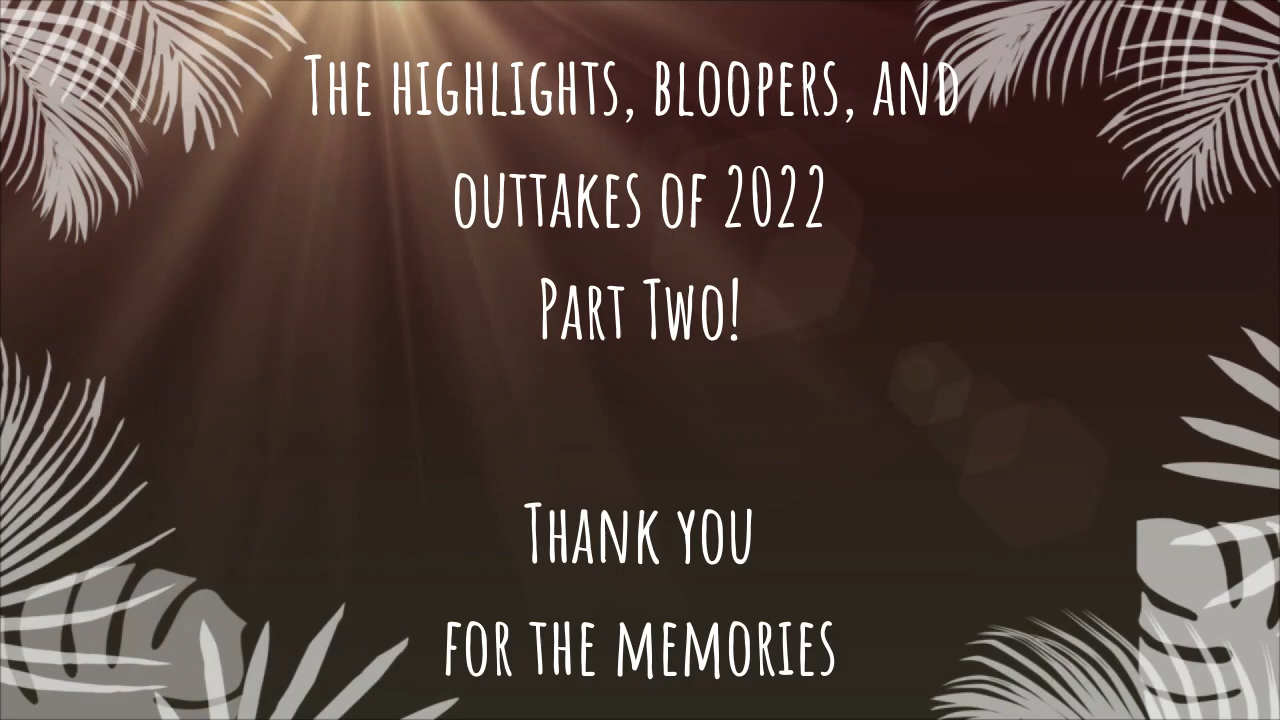 The highlights, bloopers, and
outtakes of 2022
Part Two!
Thank you
for the memories